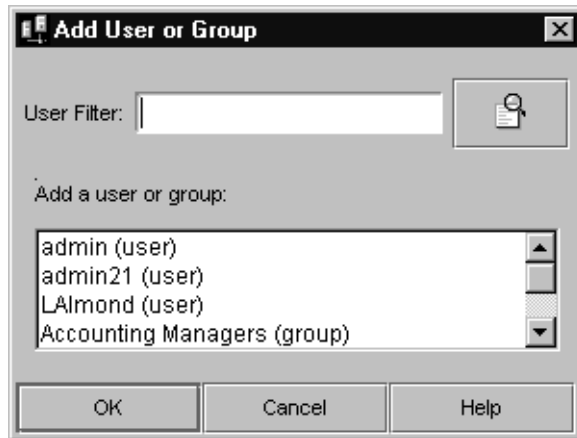 Add User or Group
User Filter:
Add a user or group:
admin (user)
admin21 (user)
LAlmond (user)
Accounting Managers (group)
OK Cancel Help